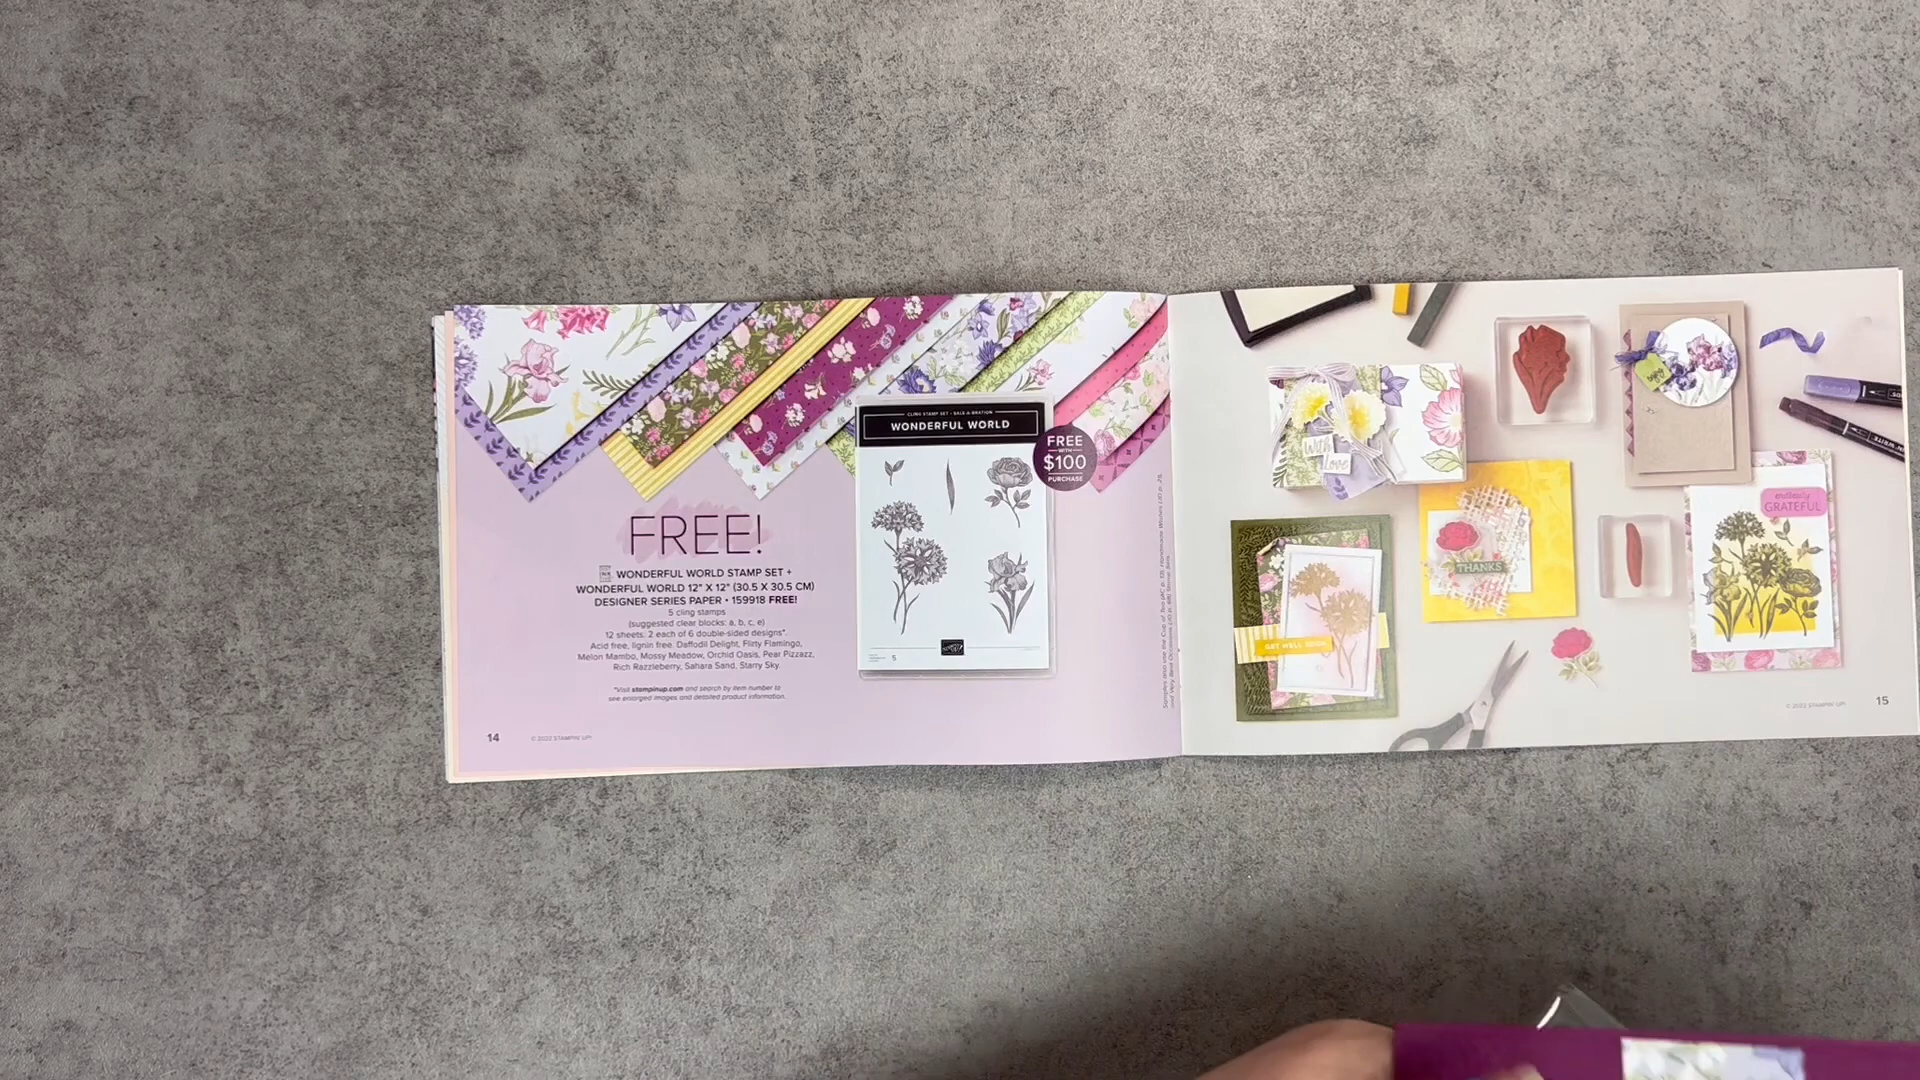 FREE!
WONDERFUL WORLD STAMP SET +
WONDERFUL WORLD 12" X 12" (30.5 X 30.5 CM)
DESIGNER SERIES PAPER • 159918 FREE!
5 cling stamps
(suggested clear blocks: a, b, c, e)
12 sheets: 2 each of 6 double-sided designs*.
Acid free, lignin free. Daffodil Delight, Flirty Flamingo,
Melon Mambo, Mossy Meadow, Orchid Oasis, Pear Pizzazz,
Rich Razzleberry, Sahara Sand, Starry Sky.
*Visit stampinup.com and search by item number to
see enlarged images and detailed product information.
14
© 2022 STAMPIN' UP!
CLING STAMP SET • SALE-A-BRATION
WONDERFUL WORLD
5
FREE
WITH
$100
PURCHASE
With
Love
GET WELL SOON
THANKS
endlessly
GRATEFUL
© 2022 STAMPIN' UP!
15